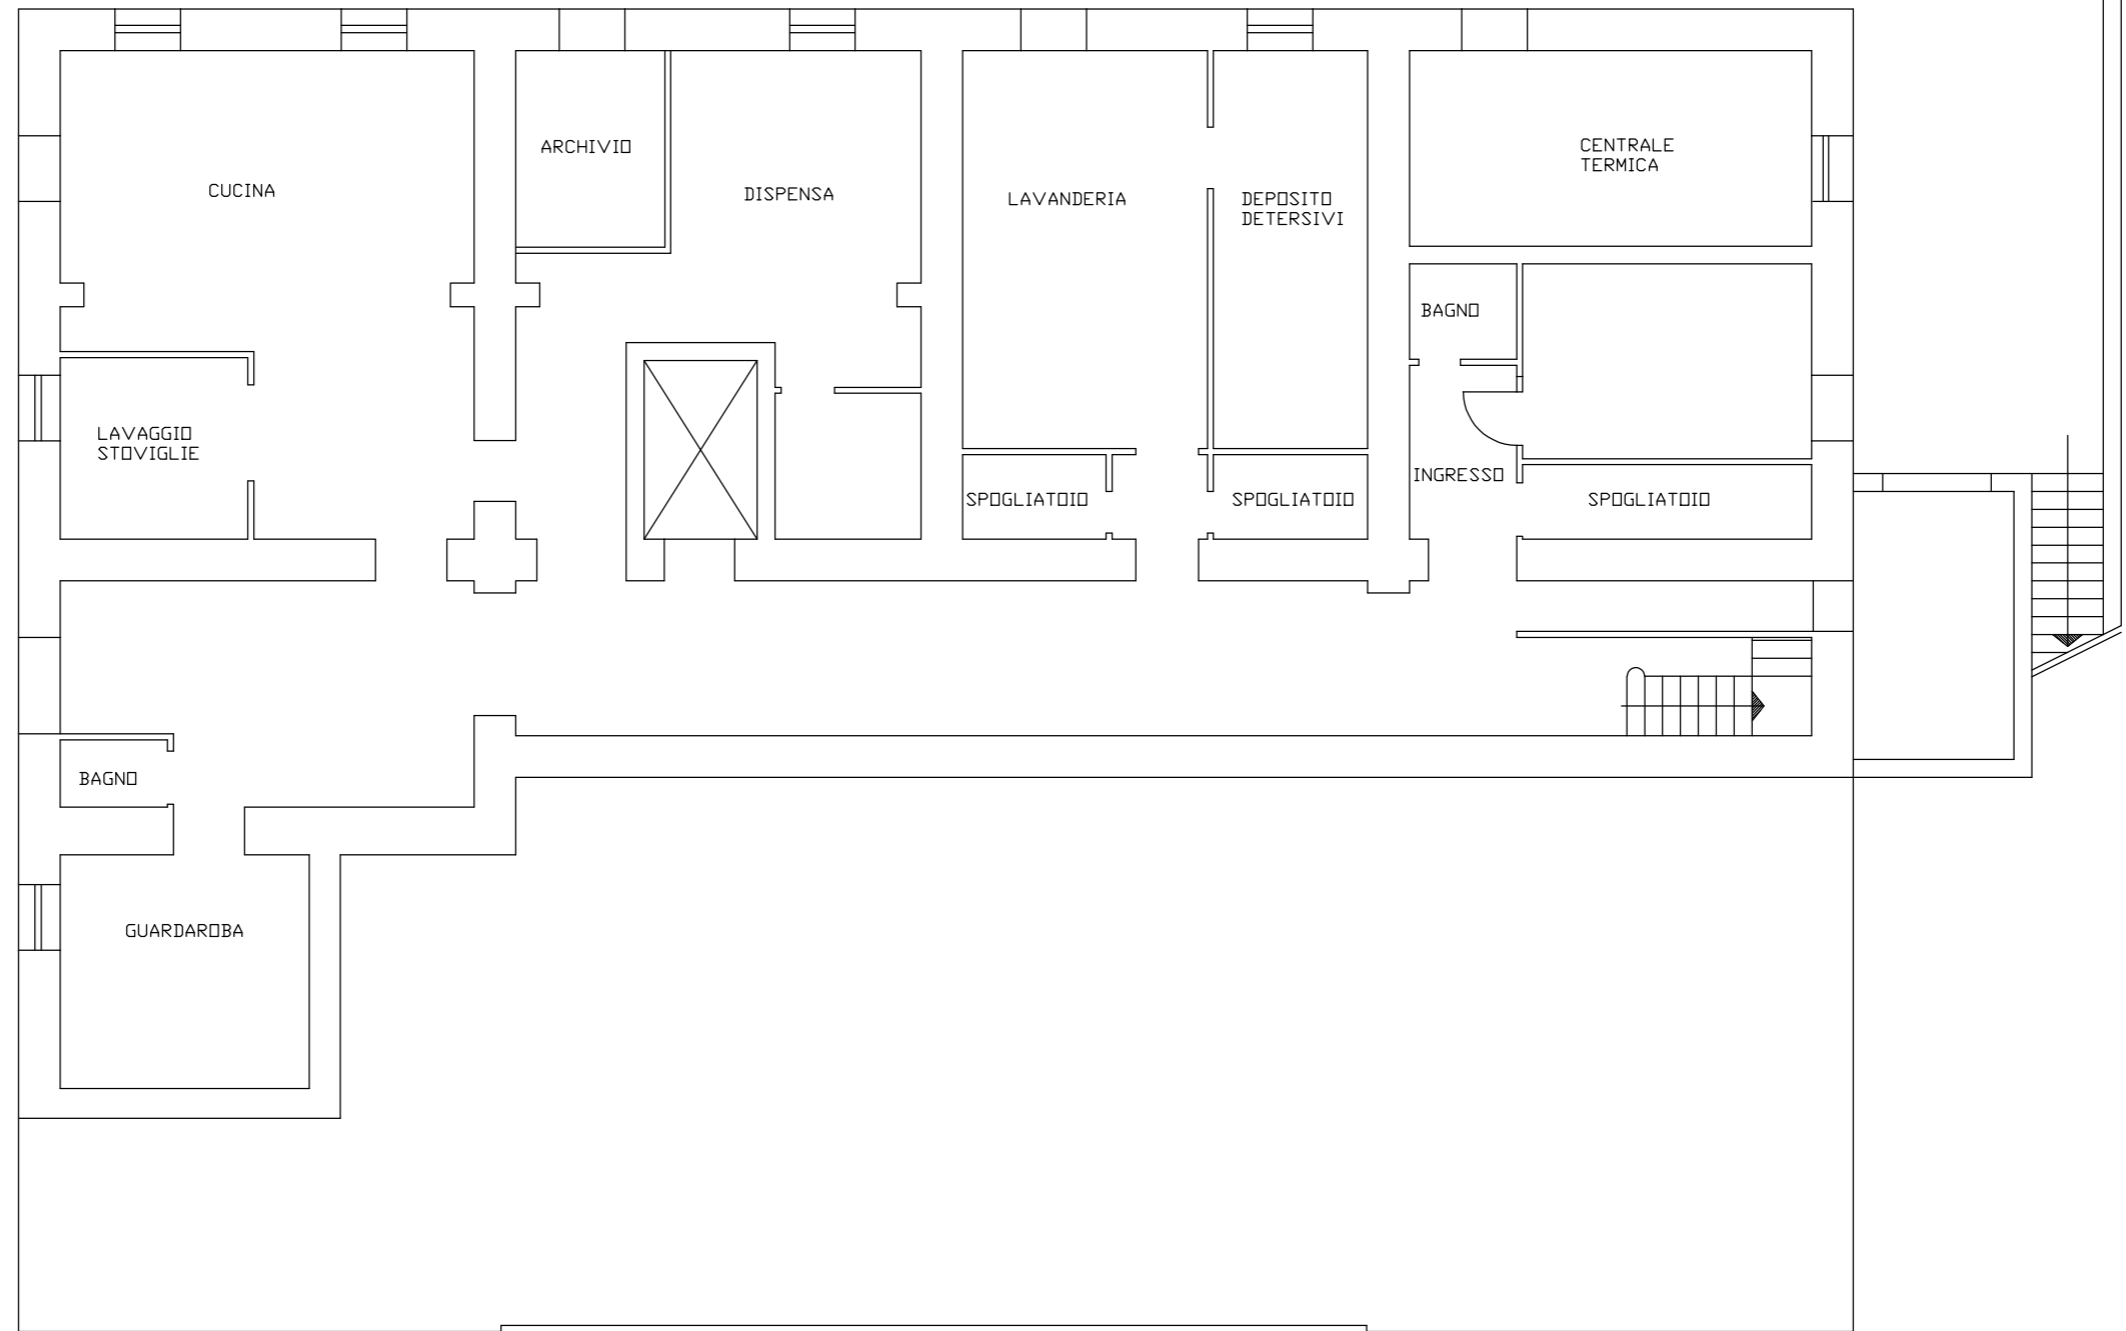 ARCHIVIO
CENTRALE
TERMICA
CUCINA
DISPENSA
LAVANDERIA
DEPOSITO
DETERSIVI
BAGNO
LAVAGGIO
STOVIGLIE
INGRESSO
SPOGLIATOIO
SPOGLIATOIO
SPOGLIATOIO
BAGNO
GUARDAROBA